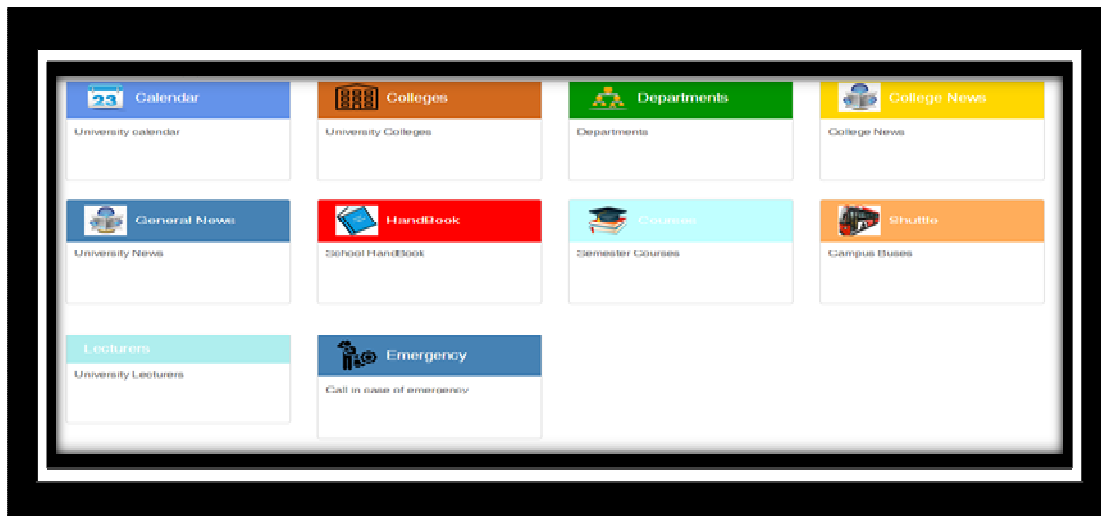 23 Calendar
University calendar
Colleges
University Colleges
Departments
Departments
College News
College News
General News
University News
HandBook
School HandBook
Courses
Semester Courses
Shuttle
Campus Buses
Lecturers
University Lecturers
Emergency
Call in case of emergency